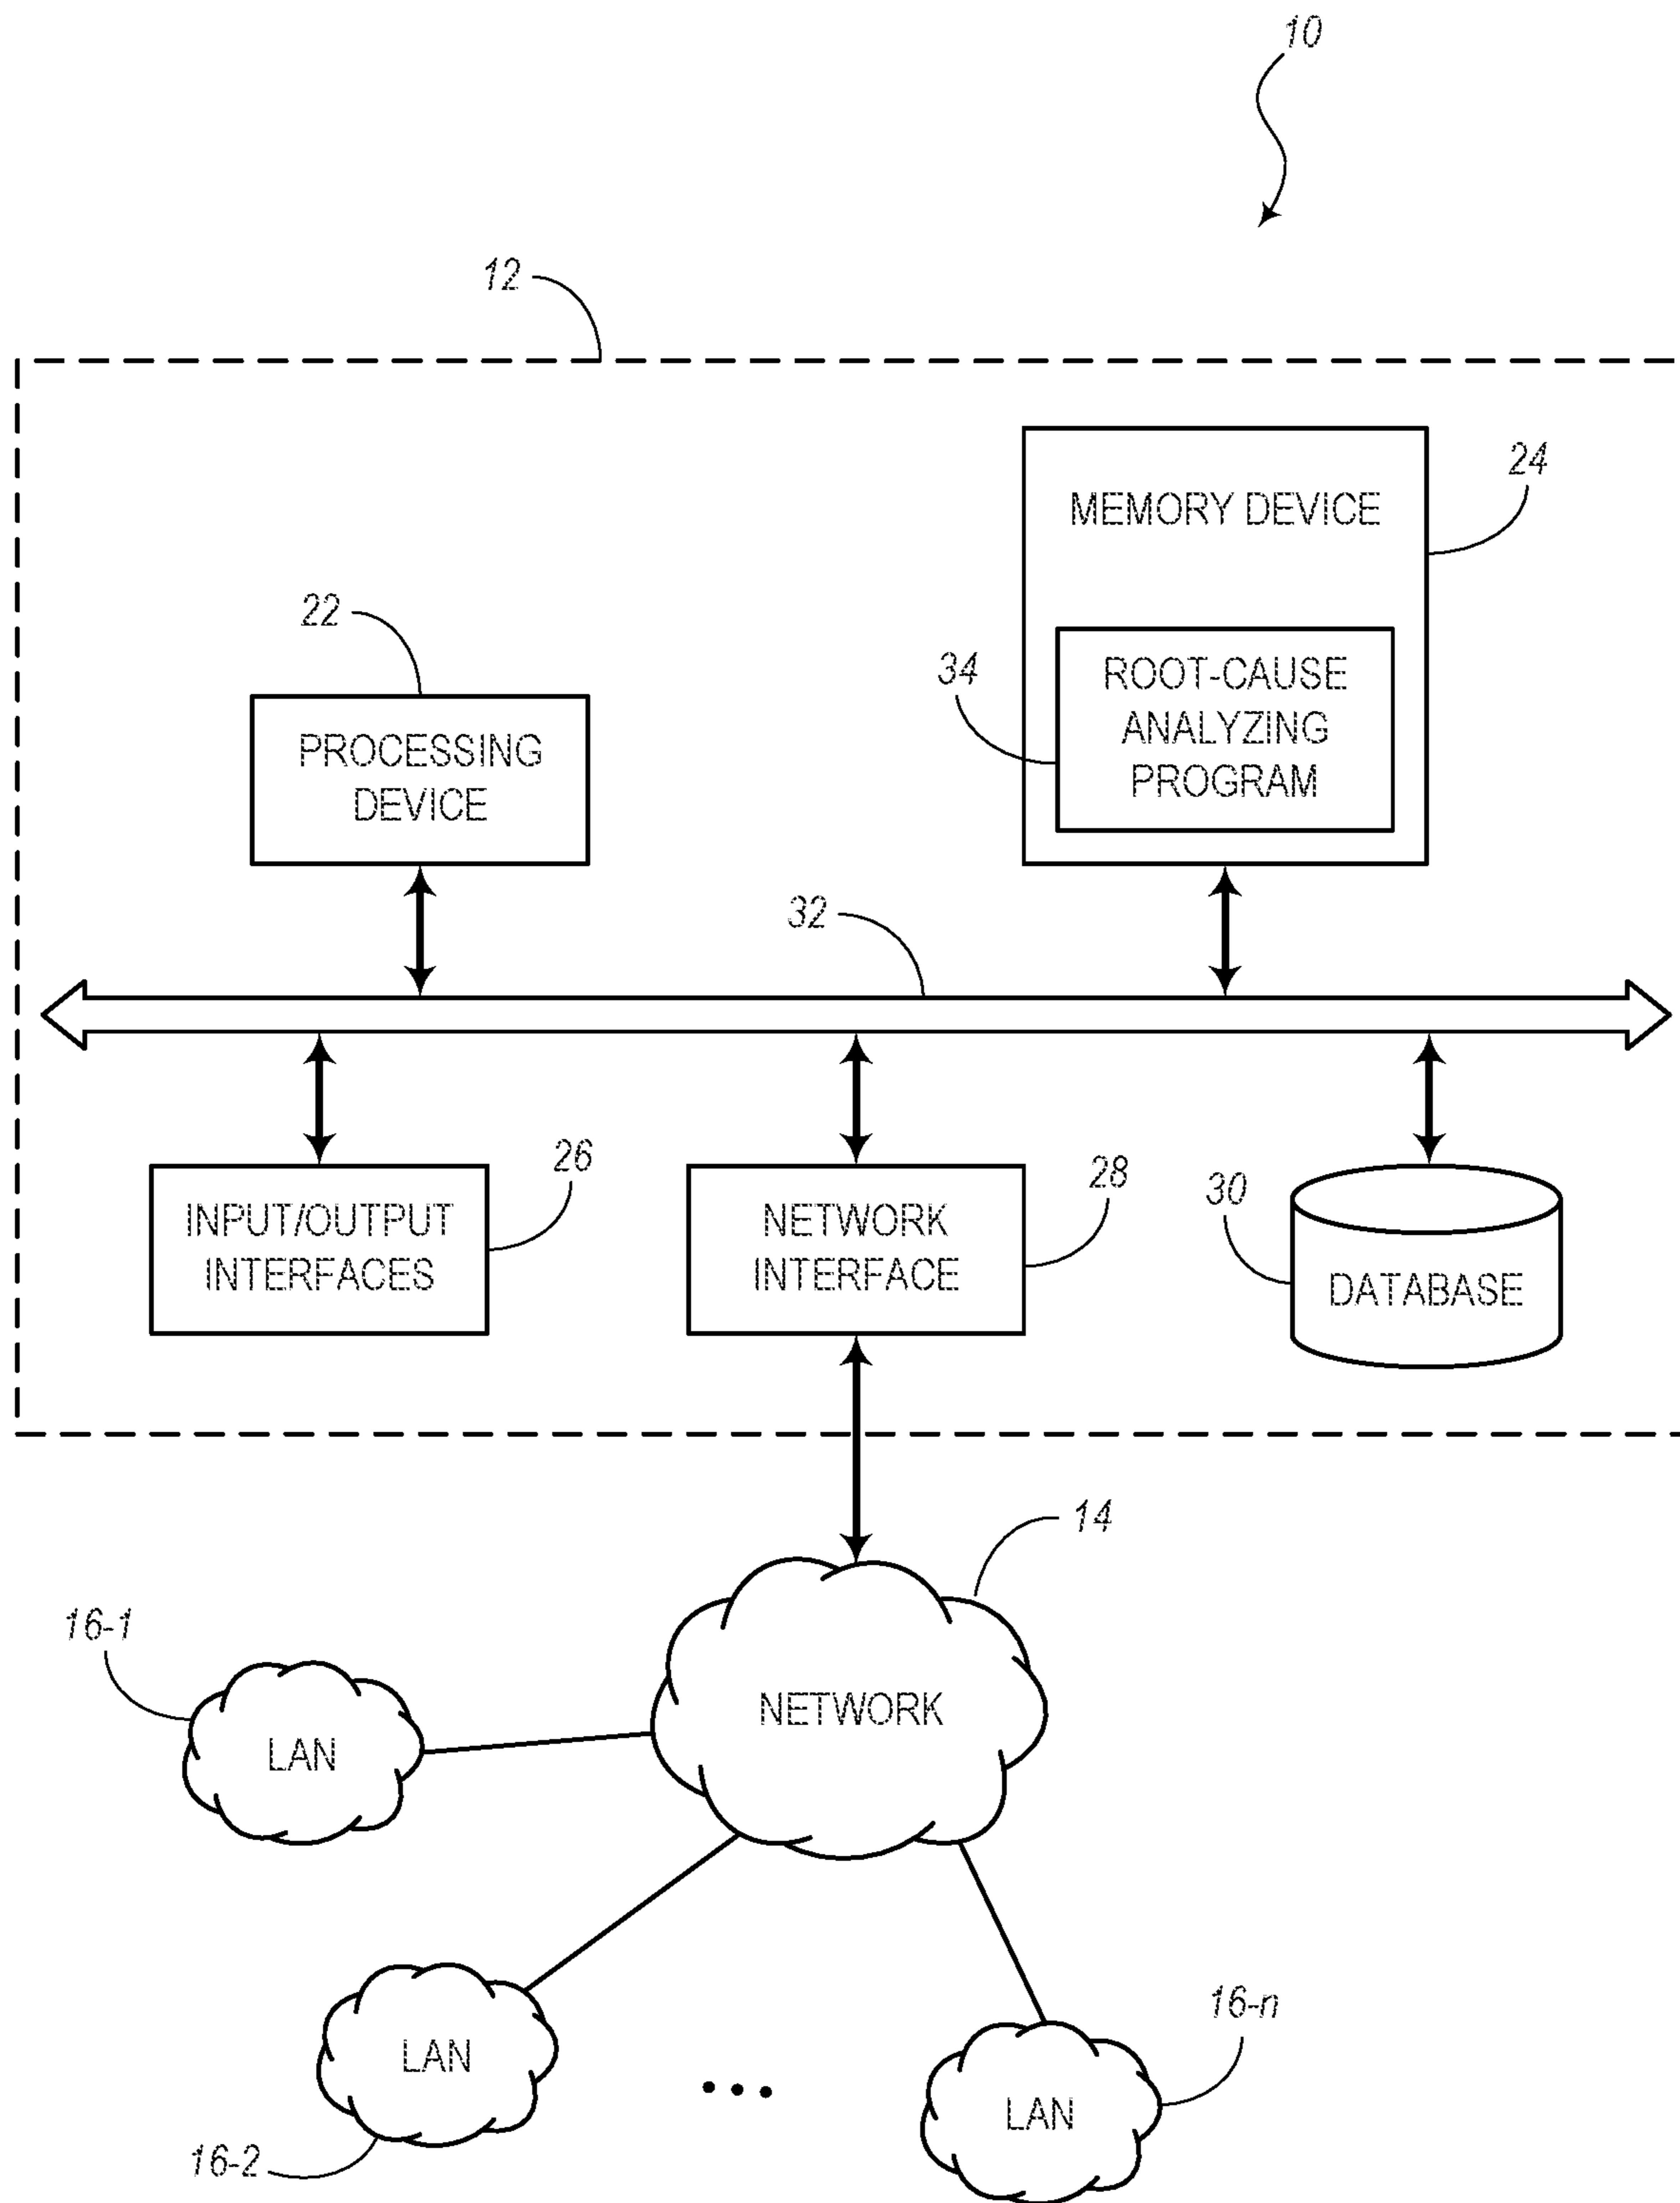 10
12
24
MEMORY DEVICE
22
34
ROOT-CAUSE
ANALYZING
PROGRAM
PROCESSING
DEVICE
32
26
28
30
INPUT/OUTPUT
INTERFACES
NETWORK
INTERFACE
DATABASE
14
16-1
NETWORK
LAN
16-n
LAN
LAN
16-2